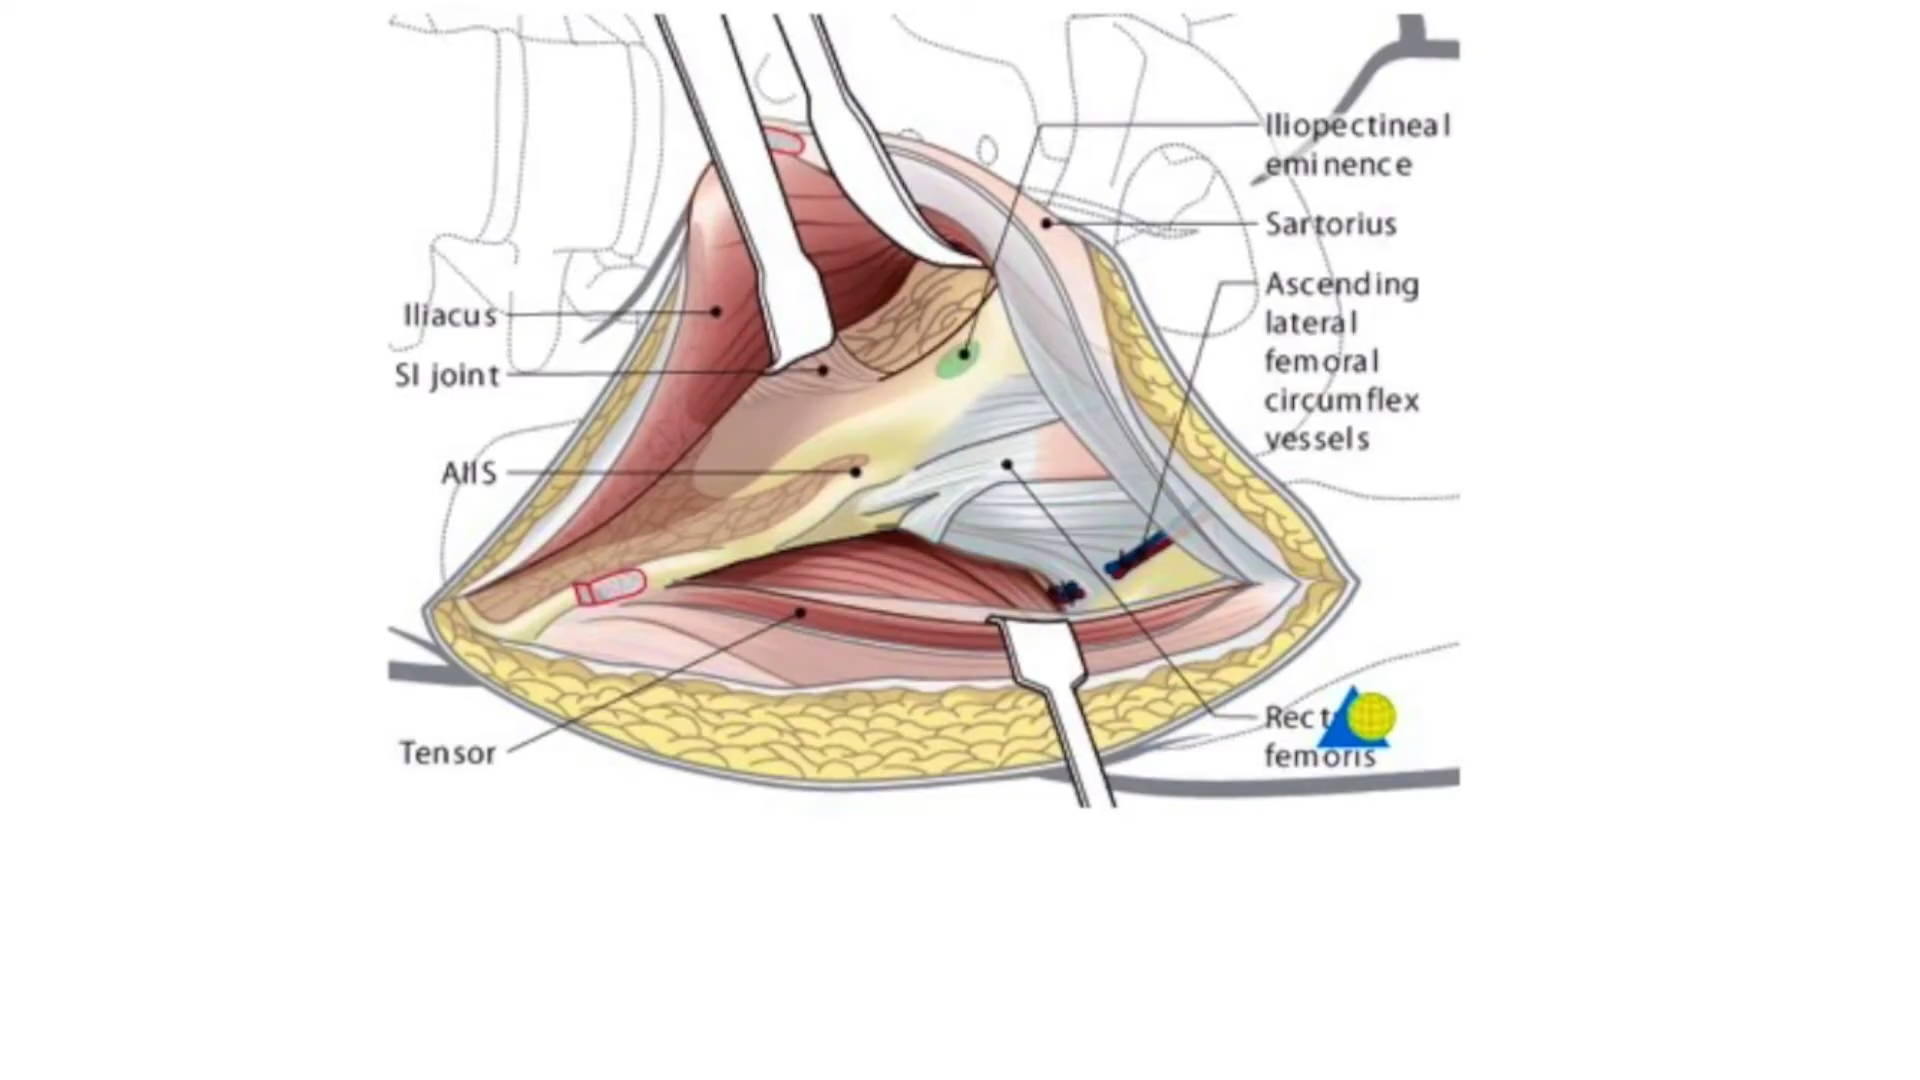 Iliopectineal
eminence
Sartorius
Ascending
lateral
femoral
circumflex
vessels
Iliacus
SI joint
AIIS
Tensor
Rect
femoris